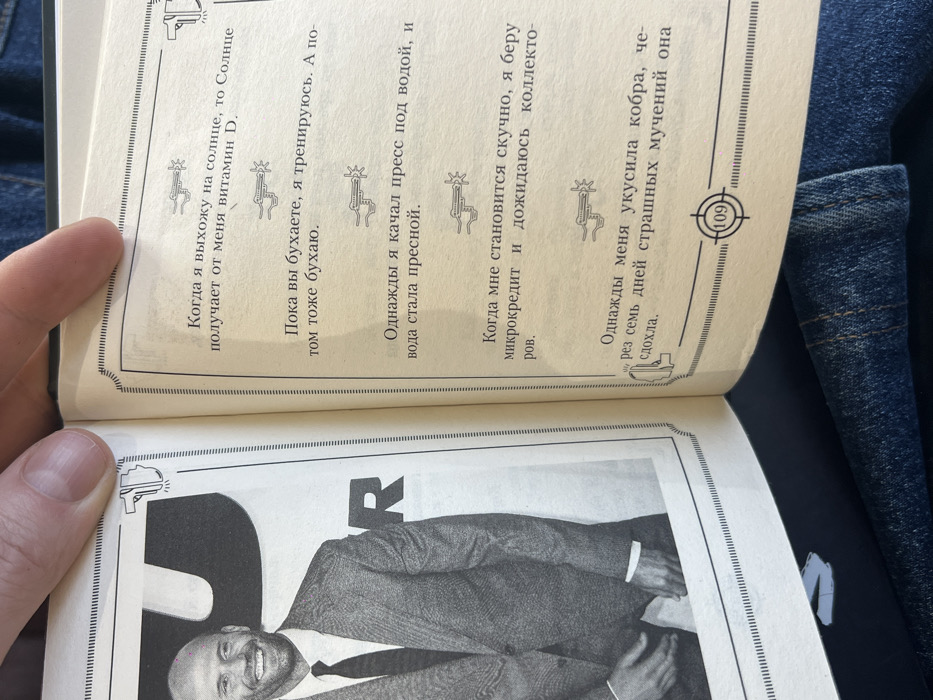 Когда я выхожу на солнце, то Солнце
получает от меня витамин D.
Пока вы бухаете, я тренируюсь. А по-
том тоже бухаю.
Однажды я качал пресс под водой, и
вода стала пресной.
Когда мне становится скучно, я беру
микрокредит и дожидаюсь коллекто-
ров.
Однажды меня укусила кобра, че-
рез семь дней страшных мучений она
сдохла.
109
R